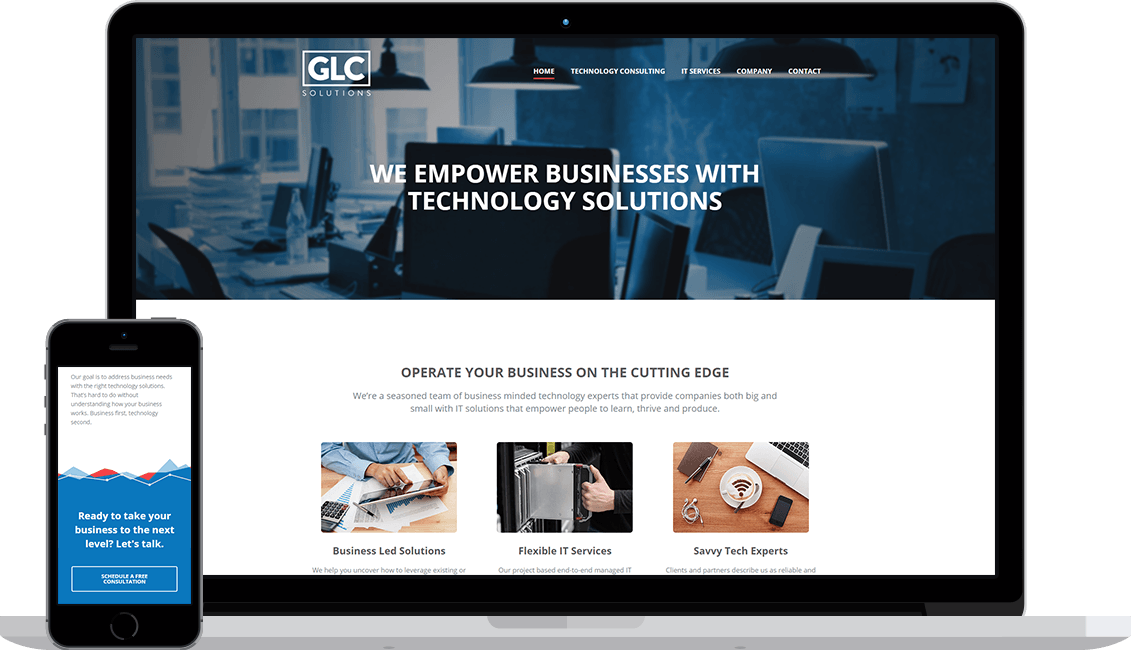 GLC
SOLUTIONS
HOME TECHNOLOGY CONSULTING IT SERVICES COMPANY CONTACT
WE EMPOWER BUSINESSES WITH
TECHNOLOGY SOLUTIONS
OPERATE YOUR BUSINESS ON THE CUTTING EDGE
We're a seasoned team of business minded technology experts that provide companies both big and
small with IT solutions that empower people to learn, thrive and produce.
Business Led Solutions
We help you uncover how to leverage existing or
Flexible IT Services
Our project based end-to-end managed IT
Savvy Tech Experts
Clients and partners describe us as reliable and
Our goal is to address business needs
with the right technology solutions.
That's hard to do without
understanding how your business
works. Business first, technology
second.
Ready to take your
business to the next
level? Let's talk.
SCHEDULE A FREE
CONSULTATION